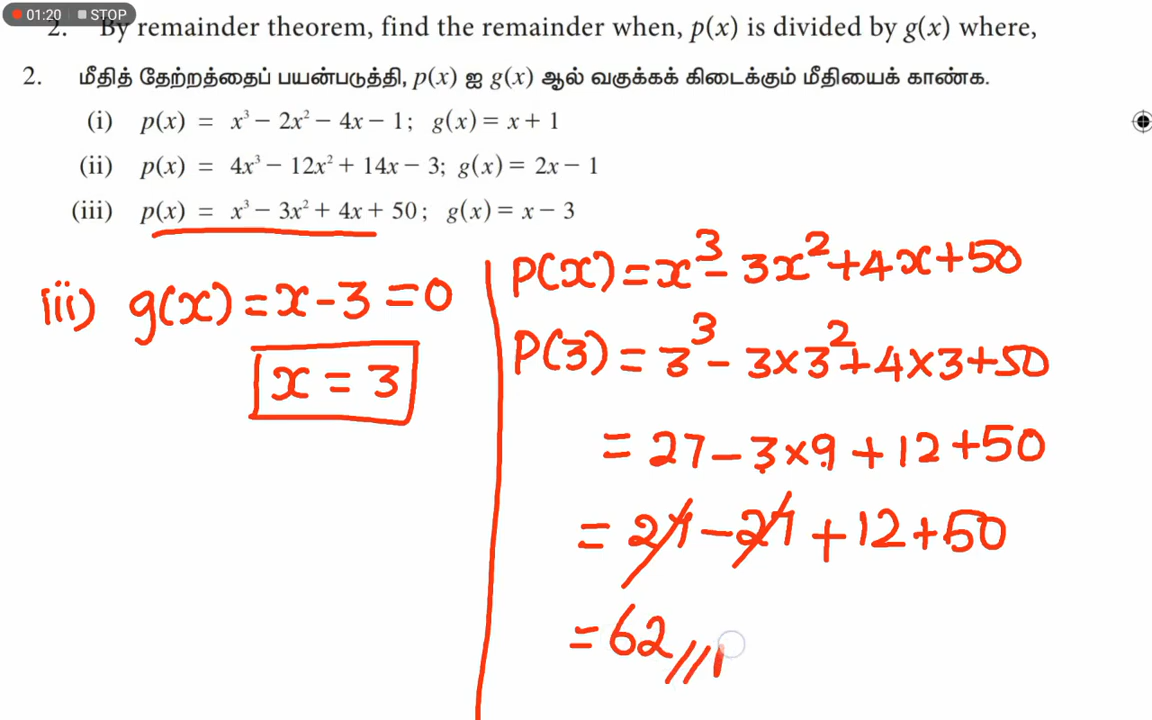 01:20 STOP
2. By remainder theorem, find the remainder when, p(x) is divided by g(x) where,
2. மீதித் தேற்றத்தைப் பயன்படுத்தி, p(x) ஐ g(x) ஆல் வகுக்கக் கிடைக்கும் மீதியைக் காண்க.
(i) p(x) = x³ − 2x² − 4x − 1; g(x) = x + 1
(ii) p(x) = 4x³ − 12x² + 14x − 3; g(x) = 2x − 1
(iii) p(x) = x³ − 3x² + 4x + 50; g(x) = x − 3
iii) g(x) = x - 3 = 0
x = 3
P(x) = x³ - 3x² + 4x + 50
P(3) = 3³ - 3×3² + 4×3 + 50
= 27 - 3×9 + 12 + 50
= 27 - 27 + 12 + 50
= 62